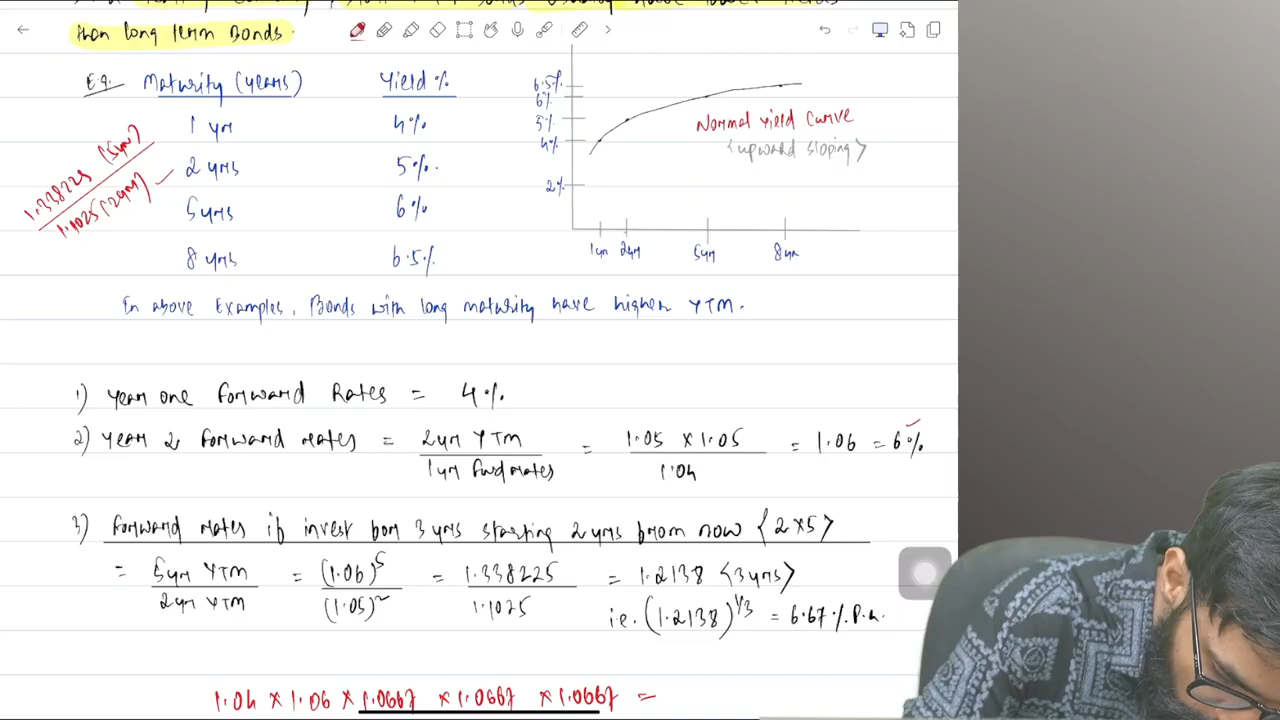 than long term Bonds.
E.g. Maturity (years) Yield %
1 yr 4%
2 yrs 5%.
5yrs 6%
8 yrs 6.5%
1.338225 (5yr)
1.1025 (2yr)
6.5%
6%
5%
4%
2%
Normal yield Curve
{upward sloping}
1yr 2yr 5yr 8yr
In above Examples, Bonds with long maturity have higher YTM.
1) year one forward Rates = 4%
2) year 2 forward rates = 2yr YTM / 1yr fwd rates = 1.05 × 1.05 / 1.04 = 1.06 = 6%
3) forward rates if invest for 3 yrs starting 2 yrs from now {2×5}
= 5yr YTM / 2yr YTM = (1.06)^5 / (1.05)^2 = 1.338225 / 1.1025 = 1.2138 {3yrs}
i.e. (1.2138)^1/3 = 6.67% P.a.
1.04 × 1.06 × 1.0667 × 1.0667 × 1.0667 =